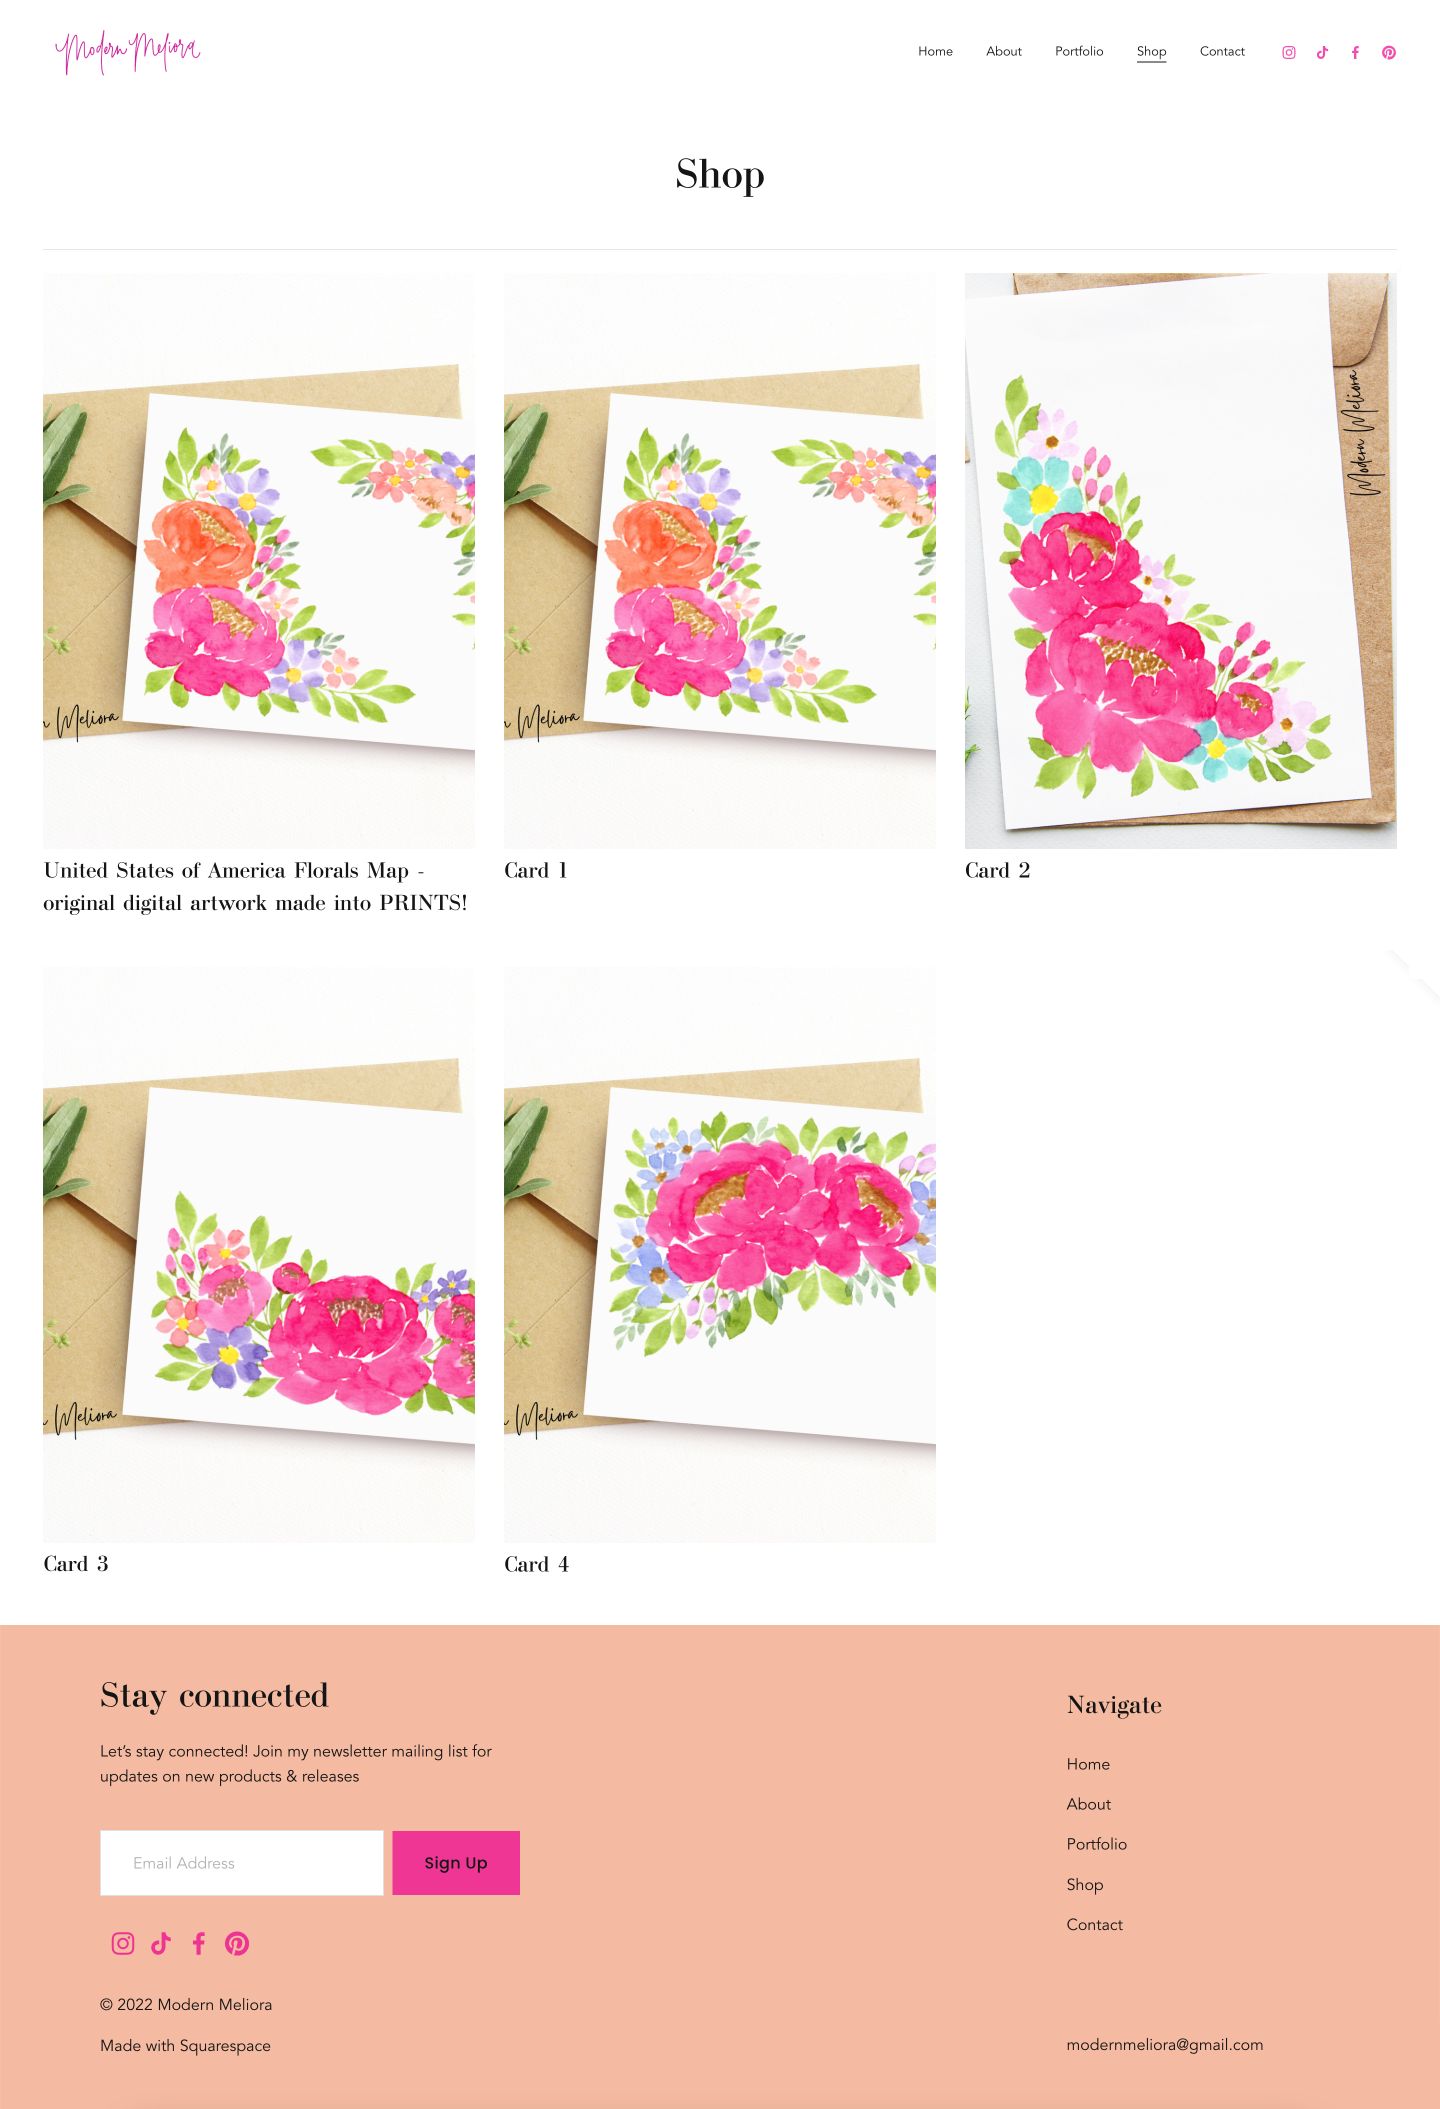 Modern Meliora
Home About Portfolio Shop Contact
Shop
n Meliora
n Meliora
Modern Meliora
United States of America Florals Map -
original digital artwork made into PRINTS!
Card 1
Card 2
n Meliora
n Meliora
Card 3
Card 4
Stay connected
Let’s stay connected! Join my newsletter mailing list for
updates on new products & releases
Email Address
Sign Up
© 2022 Modern Meliora
Made with Squarespace
Navigate
Home
About
Portfolio
Shop
Contact
modernmeliora@gmail.com